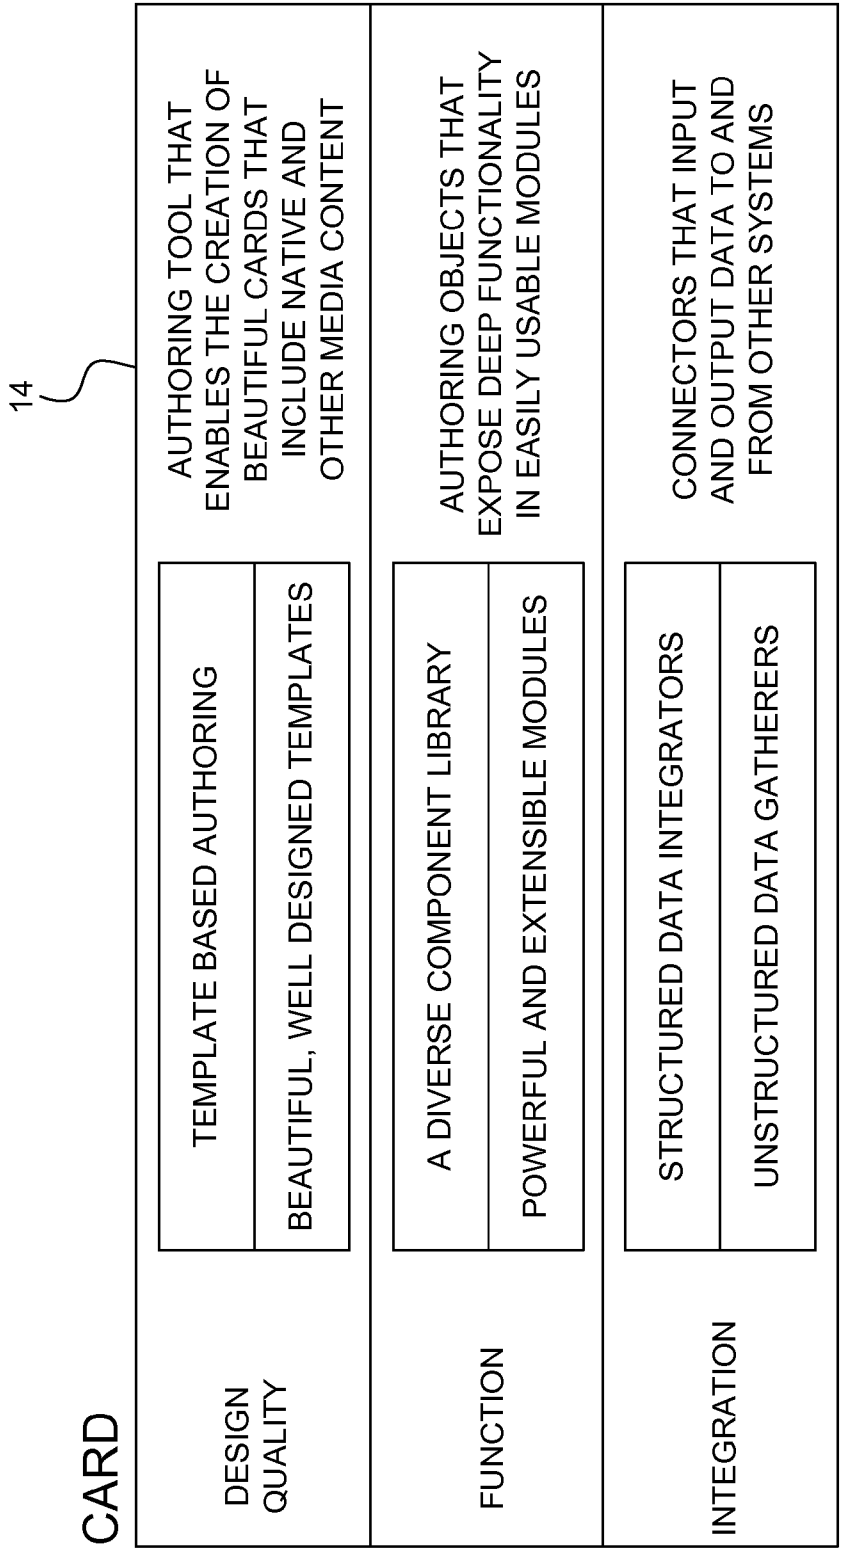 CARD
14
DESIGN
QUALITY
TEMPLATE BASED AUTHORING
BEAUTIFUL, WELL DESIGNED TEMPLATES
AUTHORING TOOL THAT
ENABLES THE CREATION OF
BEAUTIFUL CARDS THAT
INCLUDE NATIVE AND
OTHER MEDIA CONTENT
FUNCTION
A DIVERSE COMPONENT LIBRARY
POWERFUL AND EXTENSIBLE MODULES
AUTHORING OBJECTS THAT
EXPOSE DEEP FUNCTIONALITY
IN EASILY USABLE MODULES
INTEGRATION
STRUCTURED DATA INTEGRATORS
UNSTRUCTURED DATA GATHERERS
CONNECTORS THAT INPUT
AND OUTPUT DATA TO AND
FROM OTHER SYSTEMS